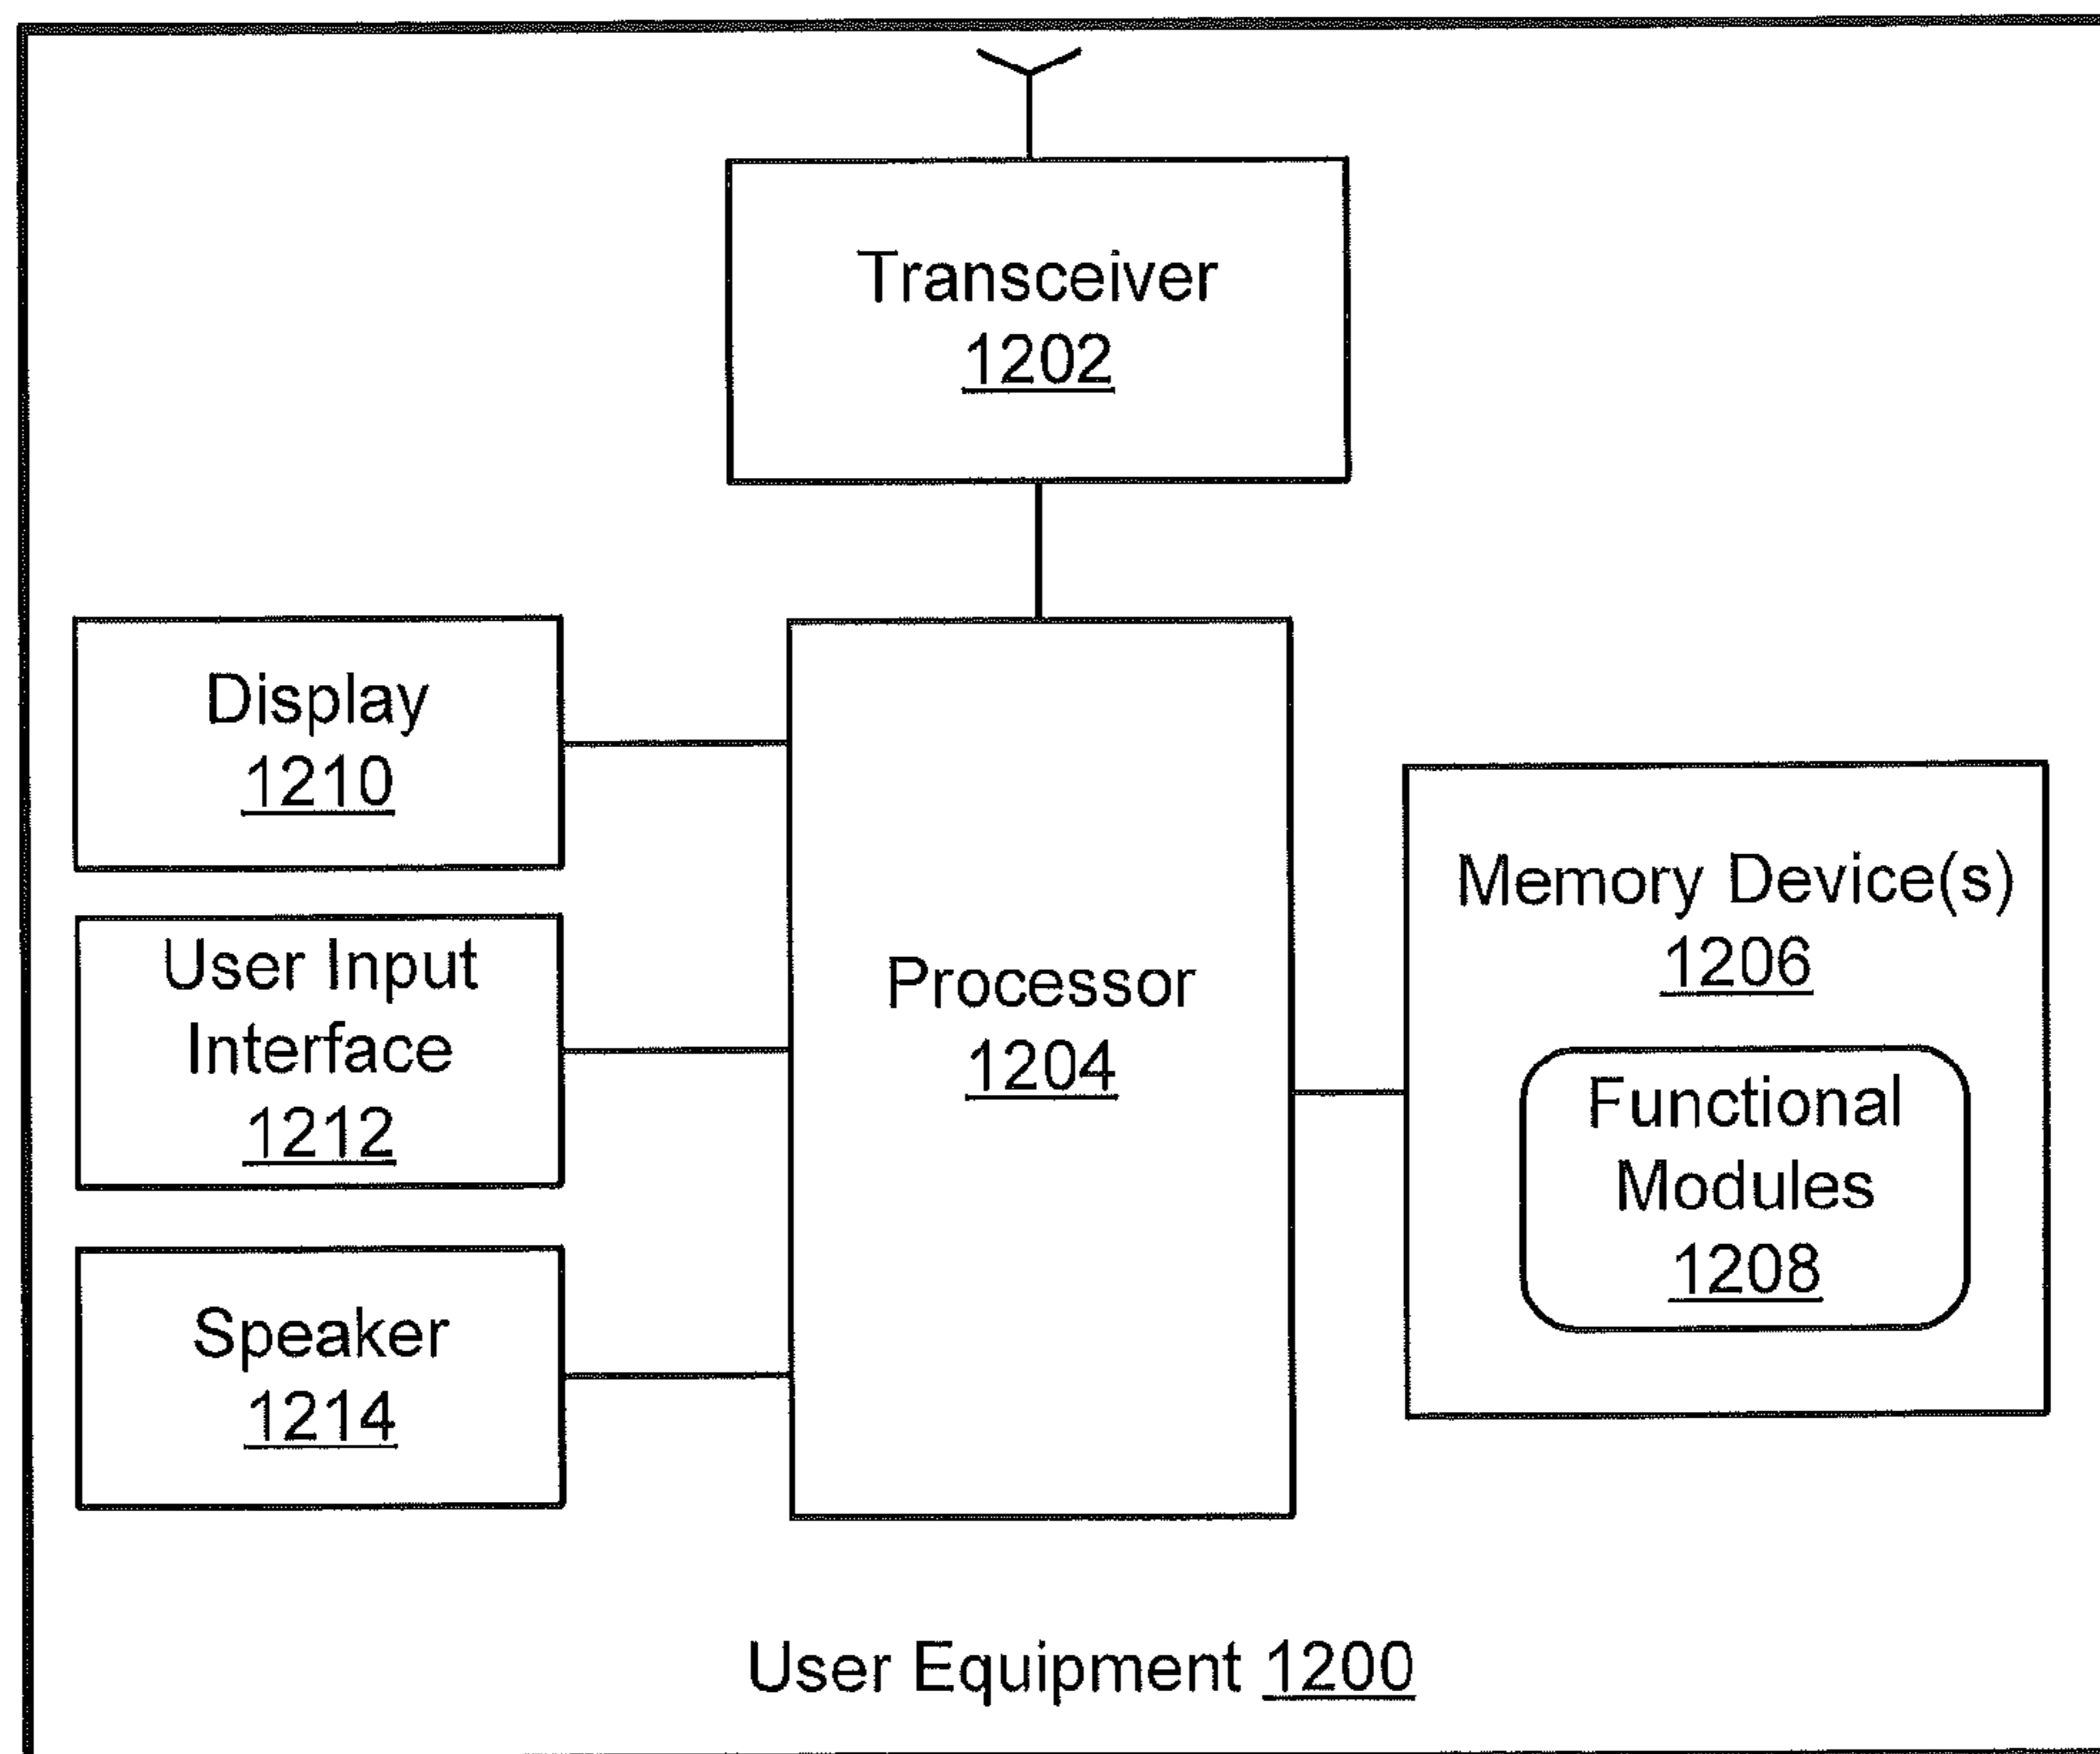 Transceiver
1202
Display
1210
User Input
Interface
1212
Speaker
1214
Processor
1204
Memory Device(s)
1206
Functional
Modules
1208
User Equipment 1200